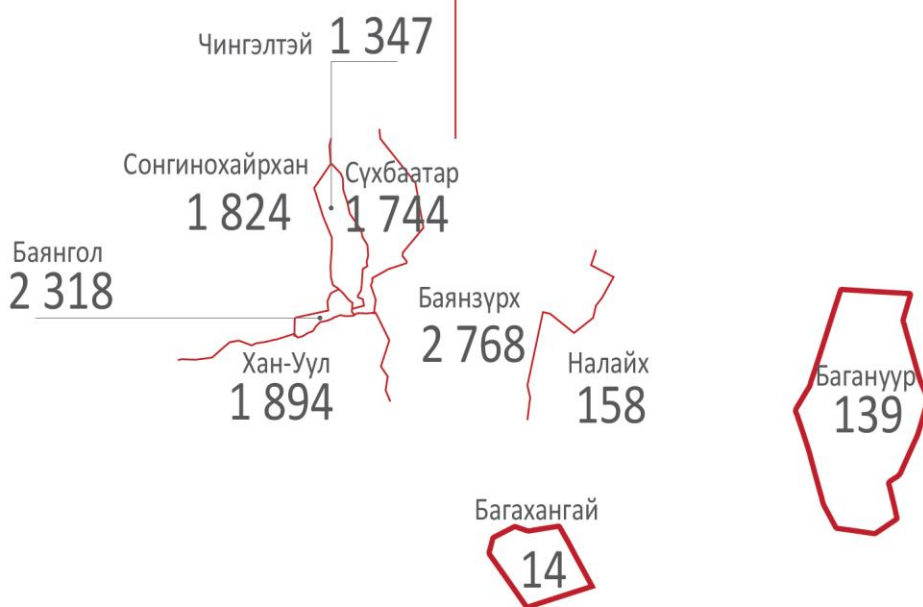 Чингэлтэй 1 347
Сонгинохайрхан
1 824
Сүхбаатар
1 744
Баянгол
2 318
Баянзүрх
2 768
Хан-Уул
1 894
Налайх
158
Багануур
139
Багахангай
14